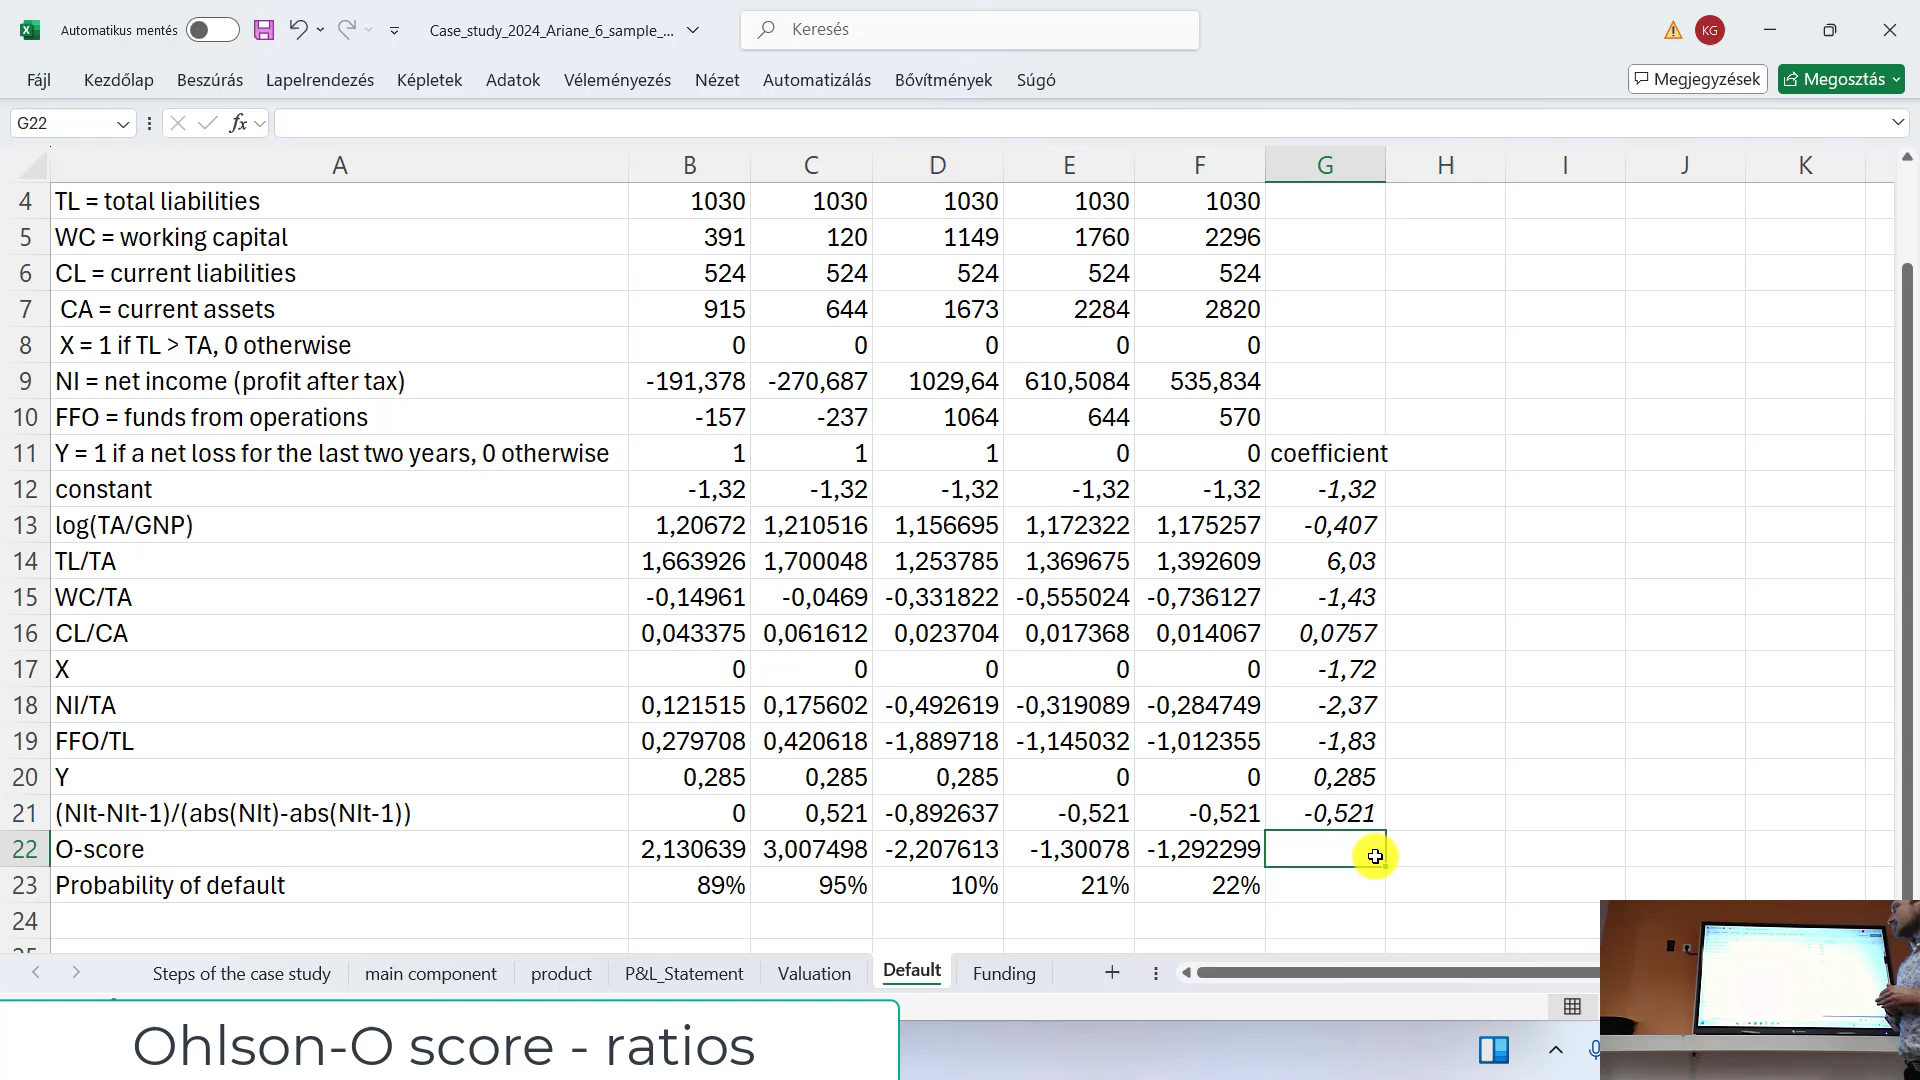 Automatikus mentés
Case_study_2024_Ariane_6_sample_...
Keresés
KG
Fájl Kezdőlap Beszúrás Lapelrendezés Képletek Adatok Véleményezés Nézet Automatizálás Bővítmények Súgó
Megjegyzések Megosztás
G22 fx
A B C D E F G H I J K
4 TL = total liabilities 1030 1030 1030 1030 1030
5 WC = working capital 391 120 1149 1760 2296
6 CL = current liabilities 524 524 524 524 524
7 CA = current assets 915 644 1673 2284 2820
8 X = 1 if TL > TA, 0 otherwise 0 0 0 0 0
9 NI = net income (profit after tax) -191,378 -270,687 1029,64 610,5084 535,834
10 FFO = funds from operations -157 -237 1064 644 570
11 Y = 1 if a net loss for the last two years, 0 otherwise 1 1 1 0 0 coefficient
12 constant -1,32 -1,32 -1,32 -1,32 -1,32 -1,32
13 log(TA/GNP) 1,20672 1,210516 1,156695 1,172322 1,175257 -0,407
14 TL/TA 1,663926 1,700048 1,253785 1,369675 1,392609 6,03
15 WC/TA -0,14961 -0,0469 -0,331822 -0,555024 -0,736127 -1,43
16 CL/CA 0,043375 0,061612 0,023704 0,017368 0,014067 0,0757
17 X 0 0 0 0 0 -1,72
18 NI/TA 0,121515 0,175602 -0,492619 -0,319089 -0,284749 -2,37
19 FFO/TL 0,279708 0,420618 -1,889718 -1,145032 -1,012355 -1,83
20 Y 0,285 0,285 0,285 0 0 0,285
21 (NIt-NIt-1)/(abs(NIt)-abs(NIt-1)) 0 0,521 -0,892637 -0,521 -0,521 -0,521
22 O-score 2,130639 3,007498 -2,207613 -1,30078 -1,292299
23 Probability of default 89% 95% 10% 21% 22%
24
Steps of the case study main component product P&L_Statement Valuation Default Funding
Ohlson-O score - ratios